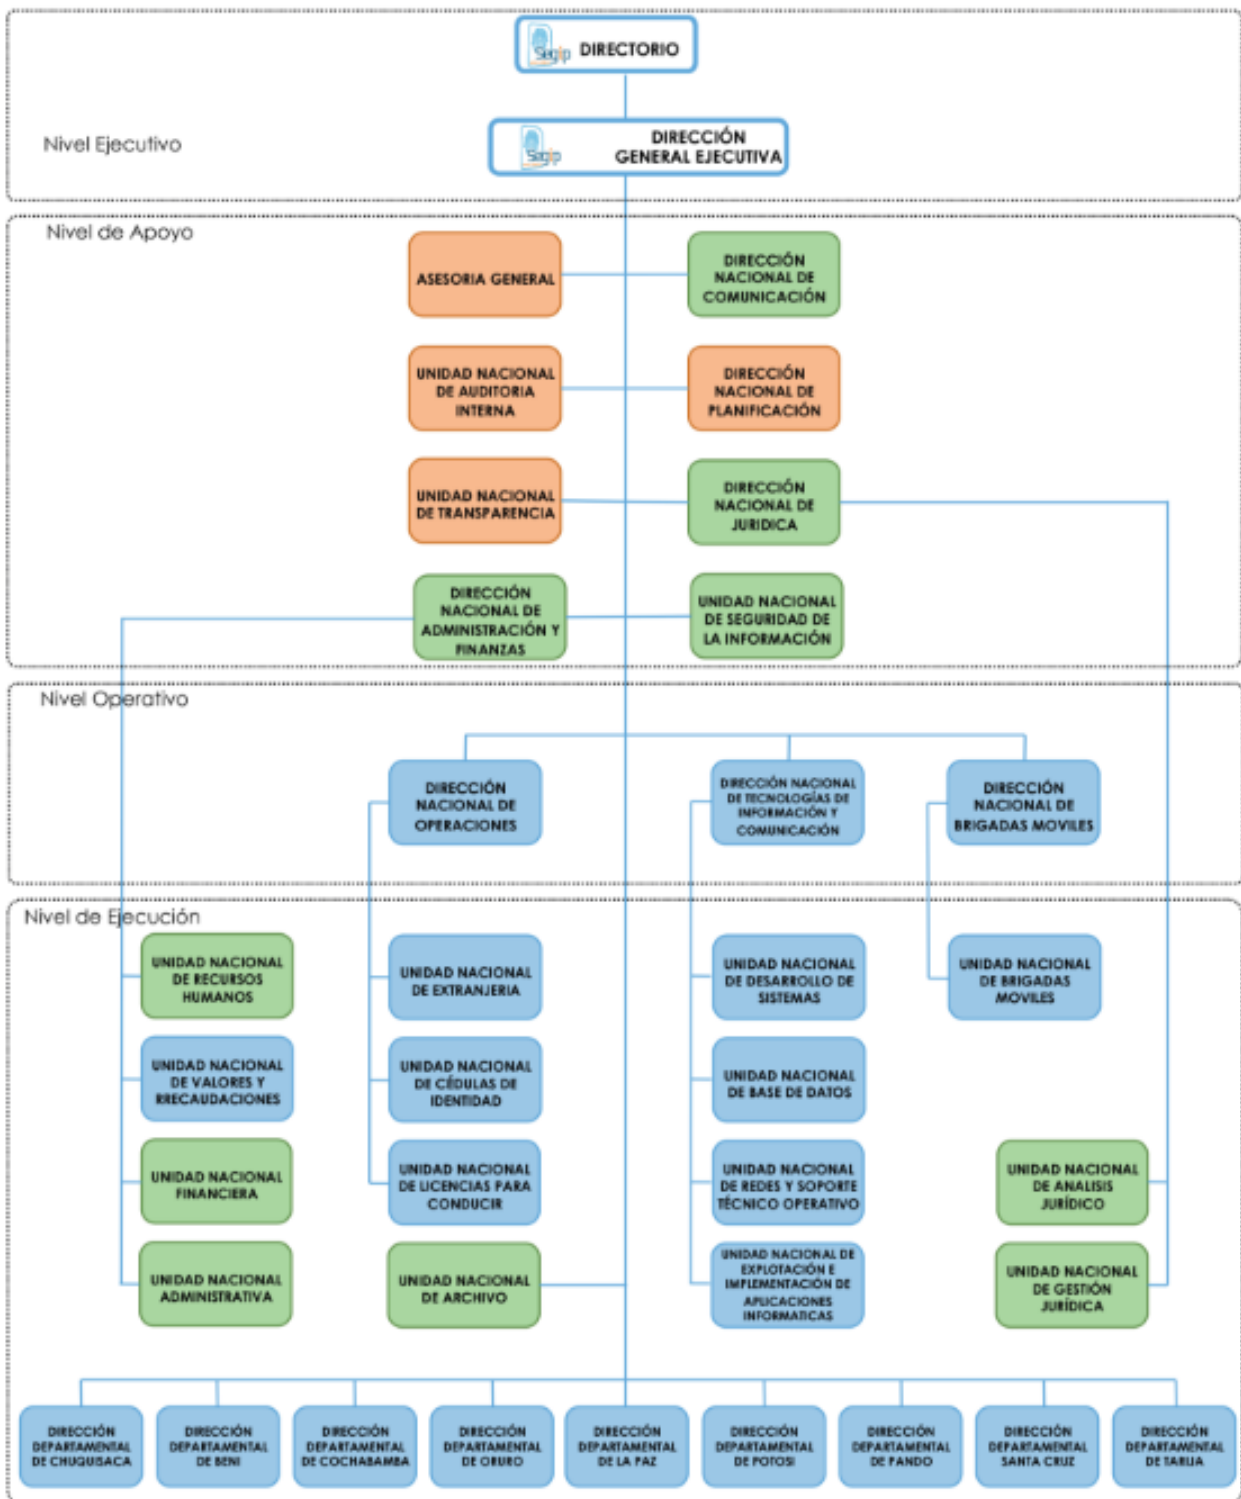 Segip DIRECTORIO
Nivel Ejecutivo
Segip DIRECCIÓN
GENERAL EJECUTIVA
Nivel de Apoyo
ASESORIA GENERAL
DIRECCIÓN
NACIONAL DE
COMUNICACIÓN
UNIDAD NACIONAL
DE AUDITORIA
INTERNA
DIRECCIÓN
NACIONAL DE
PLANIFICACIÓN
UNIDAD NACIONAL
DE TRANSPARENCIA
DIRECCIÓN
NACIONAL DE
JURIDICA
DIRECCIÓN
NACIONAL DE
ADMINISTRACIÓN Y
FINANZAS
UNIDAD NACIONAL
DE SEGURIDAD DE
LA INFORMACIÓN
Nivel Operativo
DIRECCIÓN
NACIONAL DE
OPERACIONES
DIRECCIÓN NACIONAL
DE TECNOLOGÍAS DE
INFORMACIÓN Y
COMUNICACIÓN
DIRECCIÓN
NACIONAL DE
BRIGADAS MOVILES
Nivel de Ejecución
UNIDAD NACIONAL
DE RECURSOS
HUMANOS
UNIDAD NACIONAL
DE EXTRANJERIA
UNIDAD NACIONAL
DE DESARROLLO DE
SISTEMAS
UNIDAD NACIONAL
DE BRIGADAS
MOVILES
UNIDAD NACIONAL
DE VALORES Y
RRECAUDACIONES
UNIDAD NACIONAL
DE CÉDULAS DE
IDENTIDAD
UNIDAD NACIONAL
DE BASE DE DATOS
UNIDAD NACIONAL
FINANCIERA
UNIDAD NACIONAL
DE LICENCIAS PARA
CONDUCIR
UNIDAD NACIONAL
DE REDES Y SOPORTE
TÉCNICO OPERATIVO
UNIDAD NACIONAL
DE ANALISIS
JURÍDICO
UNIDAD NACIONAL
ADMINISTRATIVA
UNIDAD NACIONAL
DE ARCHIVO
UNIDAD NACIONAL DE
EXPLOTACIÓN E
IMPLEMENTACIÓN DE
APLICACIONES
INFORMATICAS
UNIDAD NACIONAL
DE GESTIÓN
JURÍDICA
DIRECCIÓN
DEPARTAMENTAL
DE CHUQUISACA
DIRECCIÓN
DEPARTAMENTAL
DE BENI
DIRECCIÓN
DEPARTAMENTAL
DE COCHABAMBA
DIRECCIÓN
DEPARTAMENTAL
DE ORURO
DIRECCIÓN
DEPARTAMENTAL
DE LA PAZ
DIRECCIÓN
DEPARTAMENTAL
DE POTOSI
DIRECCIÓN
DEPARTAMENTAL
DE PANDO
DIRECCIÓN
DEPARTAMENTAL
SANTA CRUZ
DIRECCIÓN
DEPARTAMENTAL
DE TARIJA